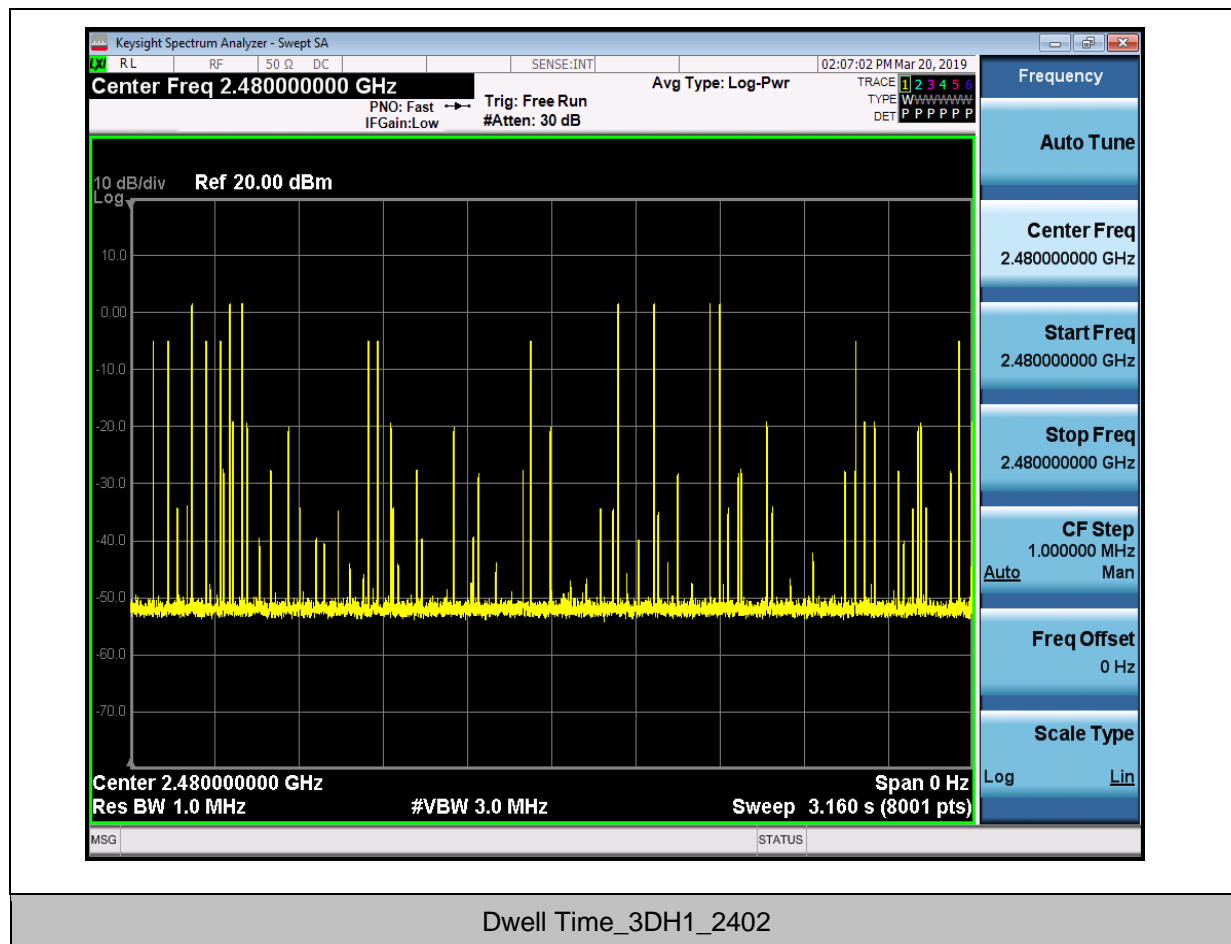 Keysight Spectrum Analyzer - Swept SA
LXI RL RF 50 Ω DC SENSE:INT 02:07:02 PM Mar 20, 2019
Center Freq 2.480000000 GHz Avg Type: Log-Pwr TRACE 1 2 3 4 5 6
PNO: Fast Trig: Free Run TYPE WWWWWW
IFGain:Low #Atten: 30 dB DET P P P P P P
10 dB/div Ref 20.00 dBm
Log
10.0
0.00
-10.0
-20.0
-30.0
-40.0
-50.0
-60.0
-70.0
Center 2.480000000 GHz Span 0 Hz
Res BW 1.0 MHz #VBW 3.0 MHz Sweep 3.160 s (8001 pts)
MSG STATUS
Frequency
Auto Tune
Center Freq
2.480000000 GHz
Start Freq
2.480000000 GHz
Stop Freq
2.480000000 GHz
CF Step
1.000000 MHz
Auto Man
Freq Offset
0 Hz
Scale Type
Log Lin
Dwell Time_3DH1_2402